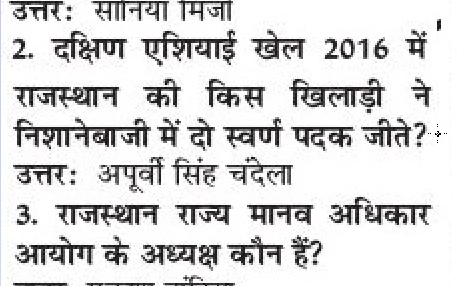 उत्तर: सानिया मिर्जा
2. दक्षिण एशियाई खेल 2016 में
राजस्थान की किस खिलाड़ी ने
निशानेबाजी में दो स्वर्ण पदक जीते?
उत्तर: अपूर्वी सिंह चंदेला
3. राजस्थान राज्य मानव अधिकार
आयोग के अध्यक्ष कौन हैं?